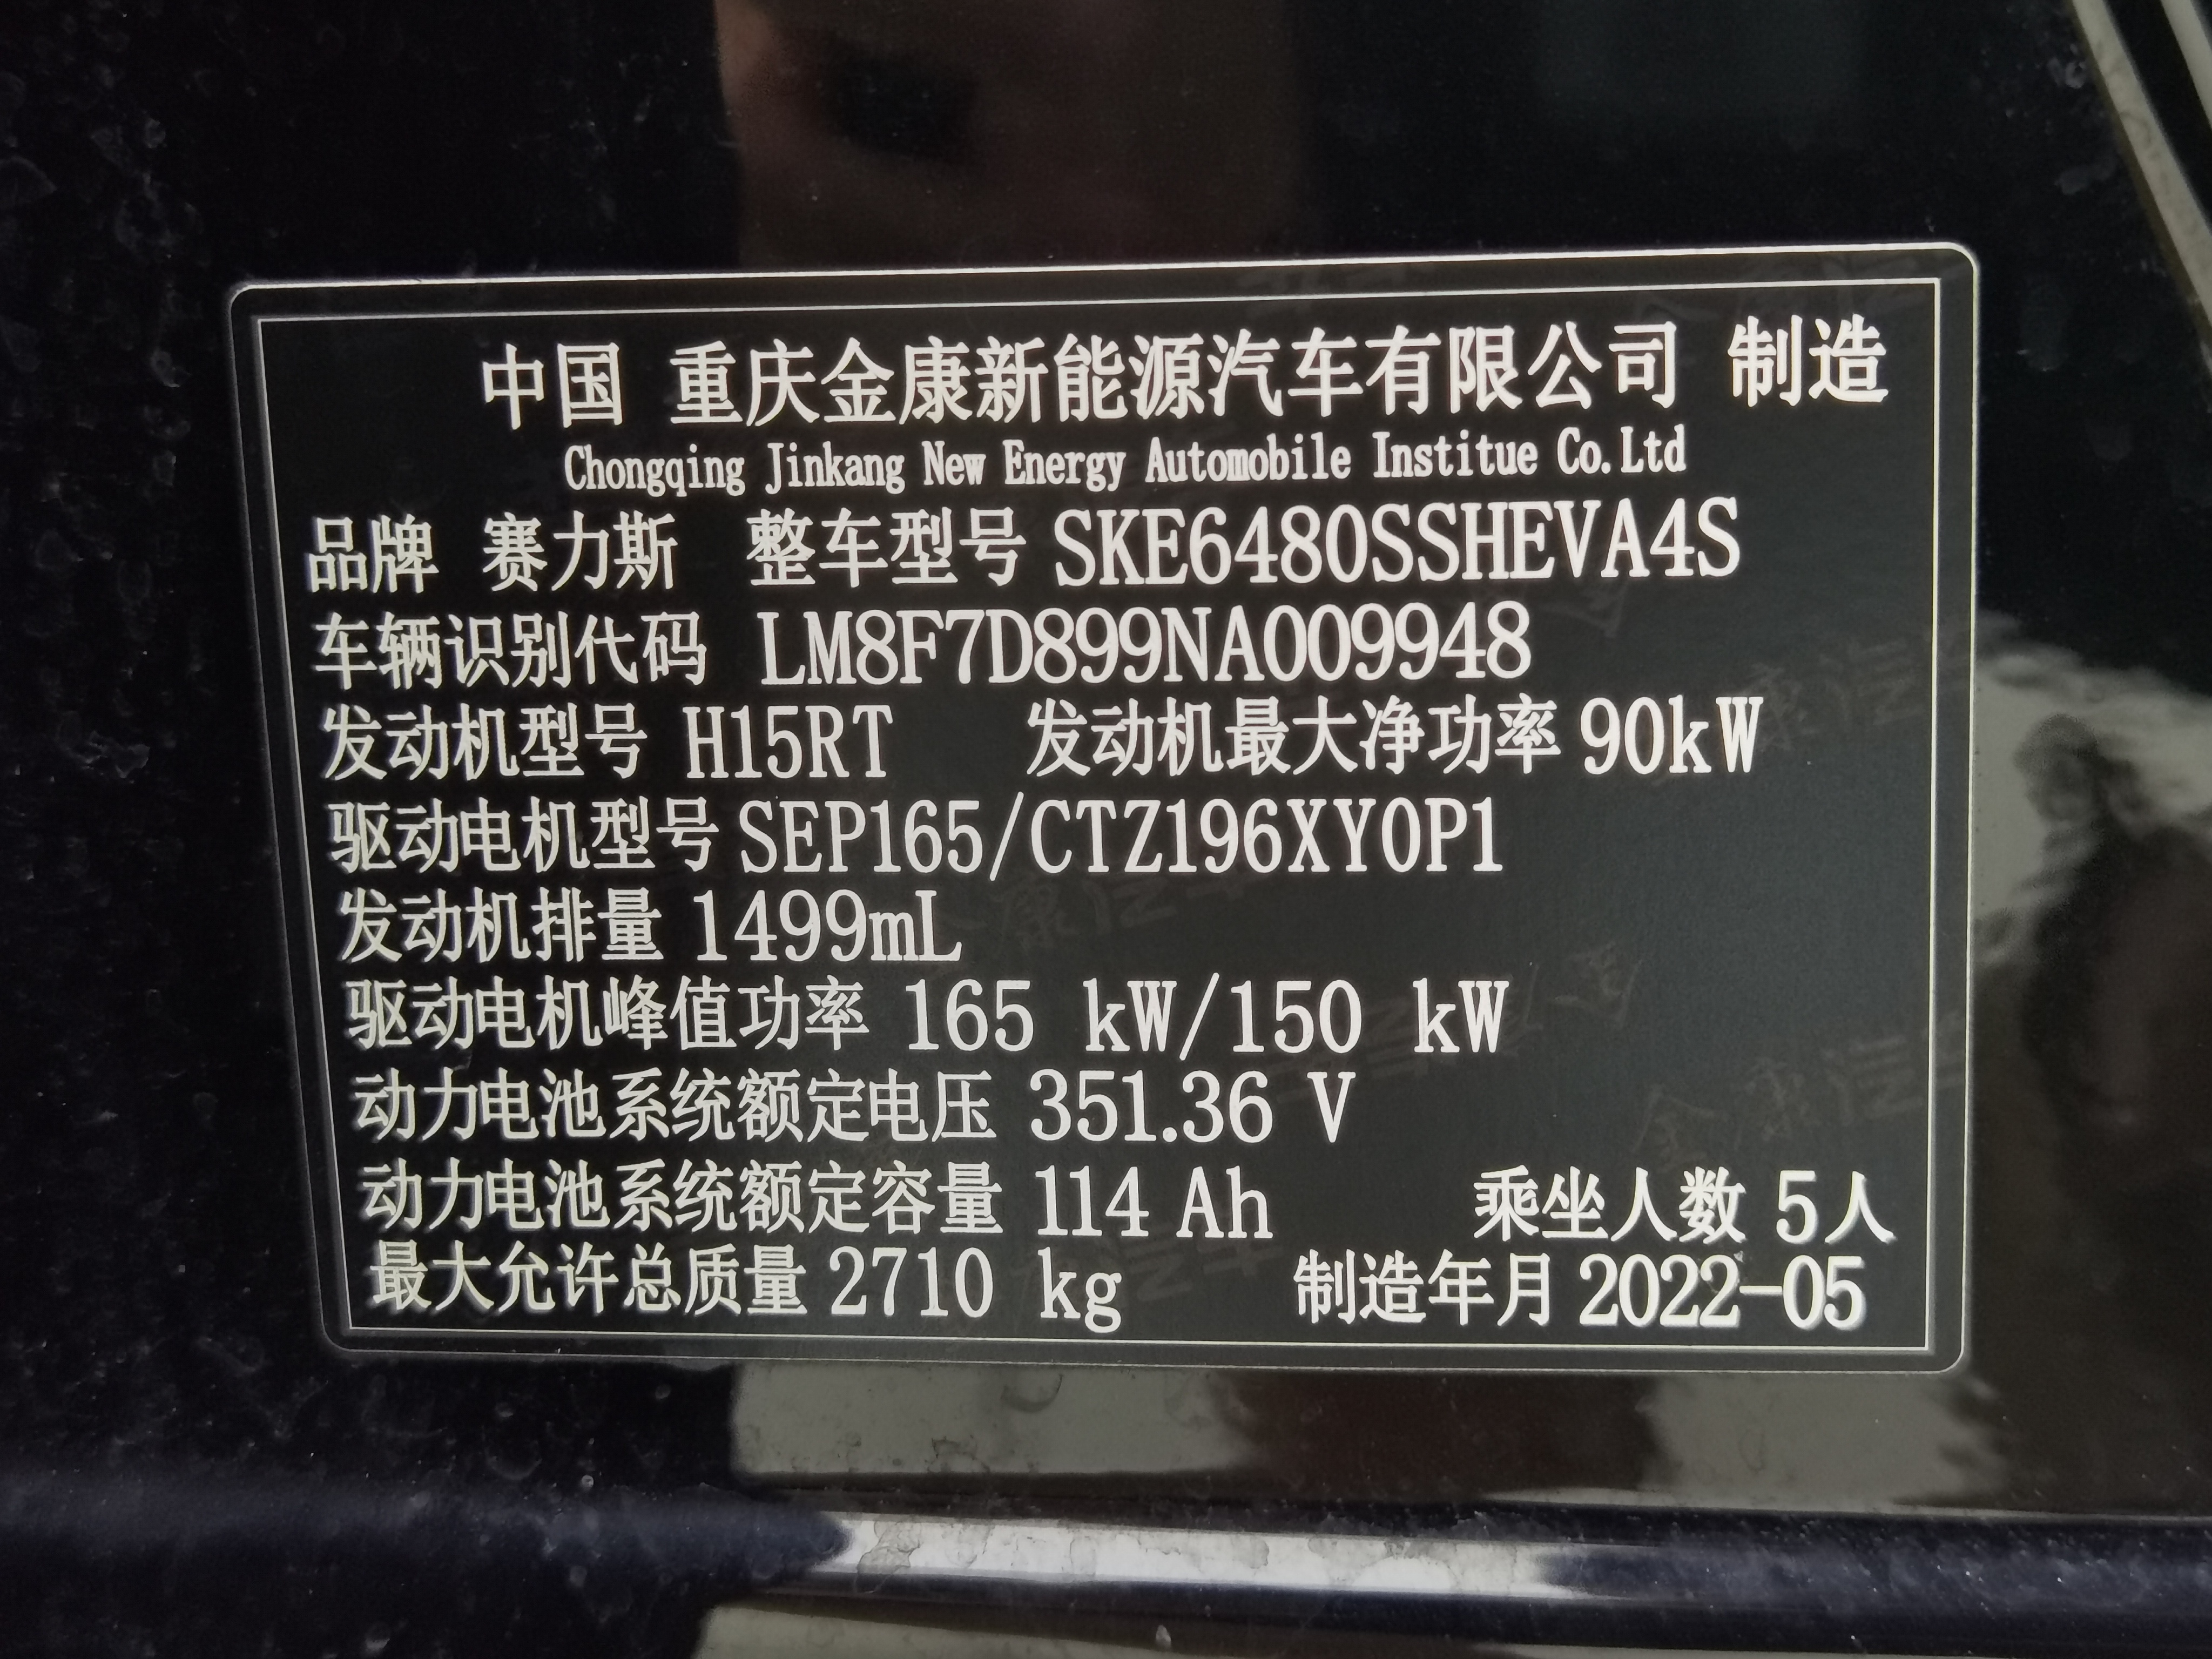 中国 重庆金康新能源汽车有限公司 制造
Chongqing Jinkang New Energy Automobile Institue Co.Ltd
品牌 赛力斯 整车型号 SKE6480SSHEVA4S
车辆识别代码 LM8F7D899NA009948
发动机型号 H15RT 发动机最大净功率 90kW
驱动电机型号 SEP165/CTZ196XY0P1
发动机排量 1499mL
驱动电机峰值功率 165 kW/150 kW
动力电池系统额定电压 351.36 V
动力电池系统额定容量 114 Ah 乘坐人数 5人
最大允许总质量 2710 kg 制造年月 2022-05